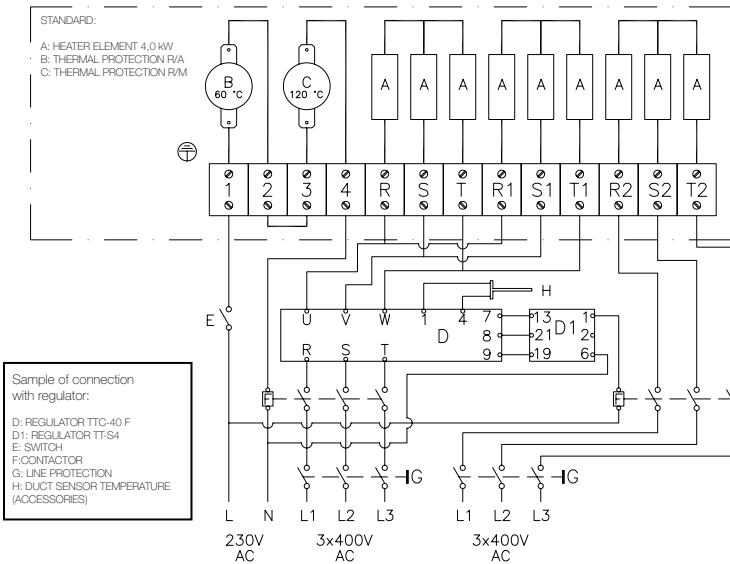 STANDARD:
A: HEATER ELEMENT 4,0 kW
B: THERMAL PROTECTION R/A
C: THERMAL PROTECTION R/M
B
60 °C
C
120 °C
A A A A A A A A A
1 2 3 4 R S T R1 S1 T1 R2 S2 T2
H
E
U V W 1 4 7 13 1
D 8 21 D1 2
R S T 9 19 6
Sample of connection
with regulator:
D: REGULATOR TTC-40 F
D1: REGULATOR TT-S4
E: SWITCH
F:CONTACTOR
G: LINE PROTECTION
H: DUCT SENSOR TEMPERATURE
(ACCESSORIES)
G G
L N L1 L2 L3 L1 L2 L3
230V 3x400V 3x400V
AC AC AC